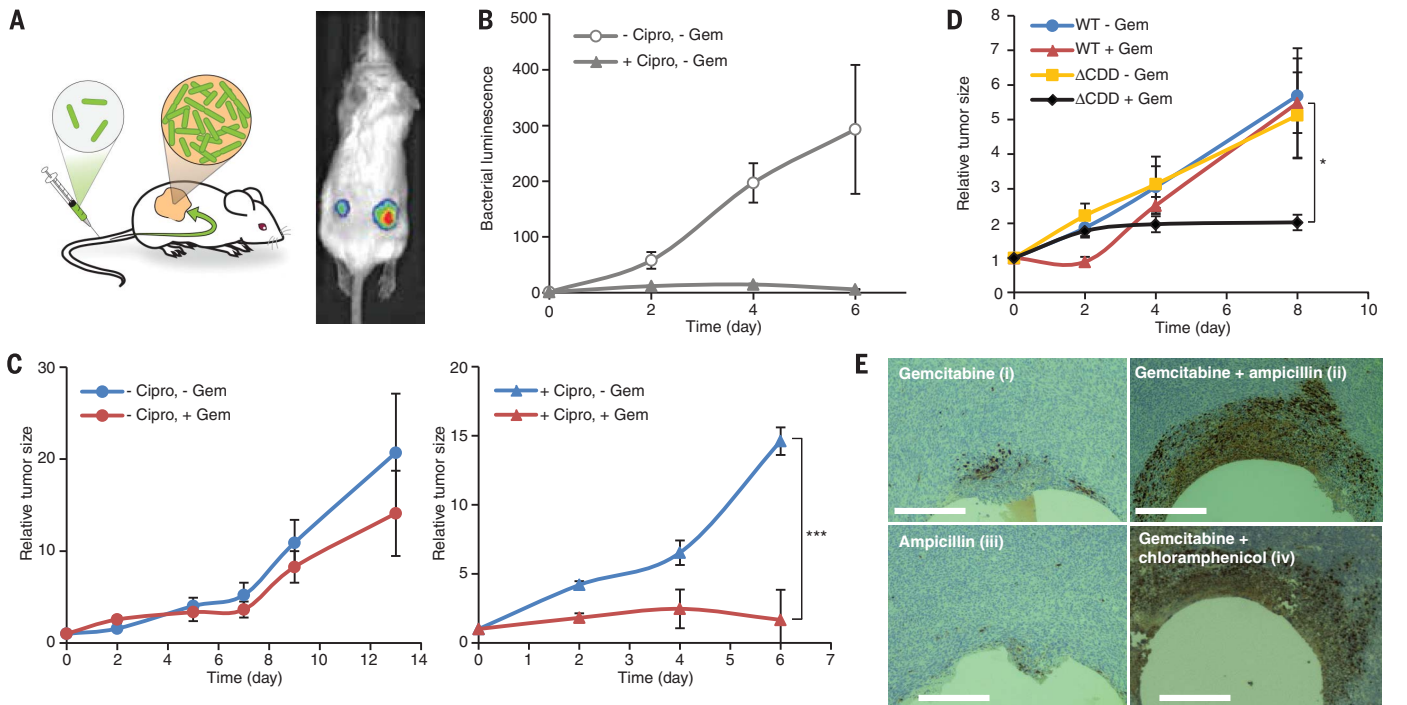 A
B
500
400
300
200
100
0
0
2
4
6
Bacterial luminescence
Time (day)
- Cipro, - Gem
+ Cipro, - Gem
D
8
7
6
5
4
3
2
1
0
0
2
4
6
8
10
Relative tumor size
Time (day)
WT - Gem
WT + Gem
ΔCDD - Gem
ΔCDD + Gem
*
C
30
20
10
0
0
2
4
6
8
10
12
14
Relative tumor size
Time (day)
- Cipro, - Gem
- Cipro, + Gem
20
15
10
5
0
0
1
2
3
4
5
6
7
Relative tumor size
Time (day)
+ Cipro, - Gem
+ Cipro, + Gem
***
E
Gemcitabine (i)
Gemcitabine + ampicillin (ii)
Ampicillin (iii)
Gemcitabine +
chloramphenicol (iv)